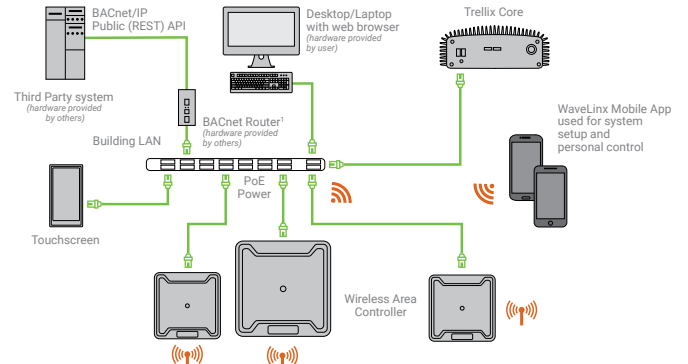 BACnet/IP
Public (REST) API
Desktop/Laptop
with web browser
(hardware provided
by user)
Trellix Core
Third Party system
(hardware provided
by others)
BACnet Router¹
(hardware provided
by others)
Building LAN
WaveLinx Mobile App
used for system
setup and
personal control
PoE
Power
Touchscreen
Wireless Area
Controller